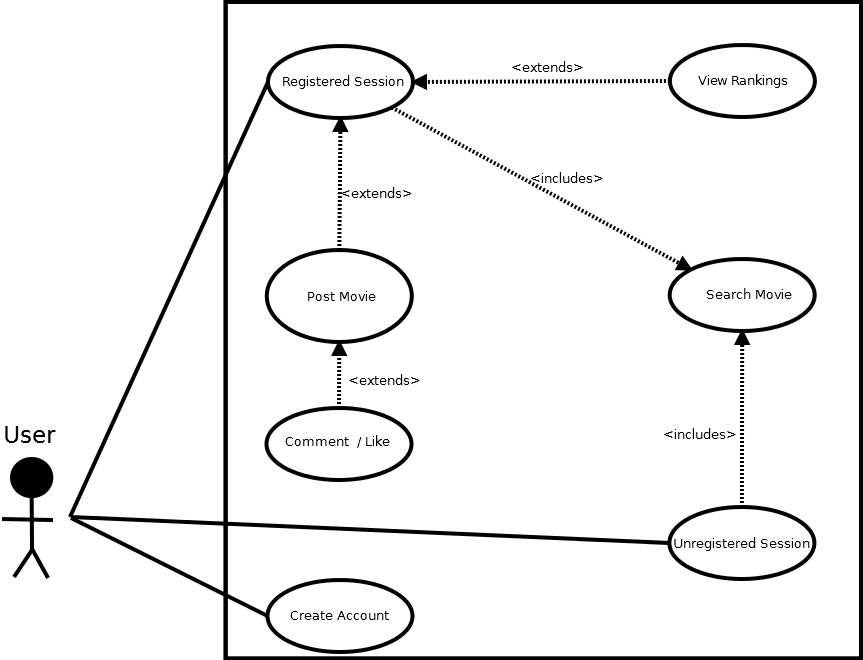 Registered Session
<extends>
View Rankings
<includes>
<extends>
Post Movie
Search Movie
<extends>
Comment / Like
<includes>
User
Unregistered Session
Create Account